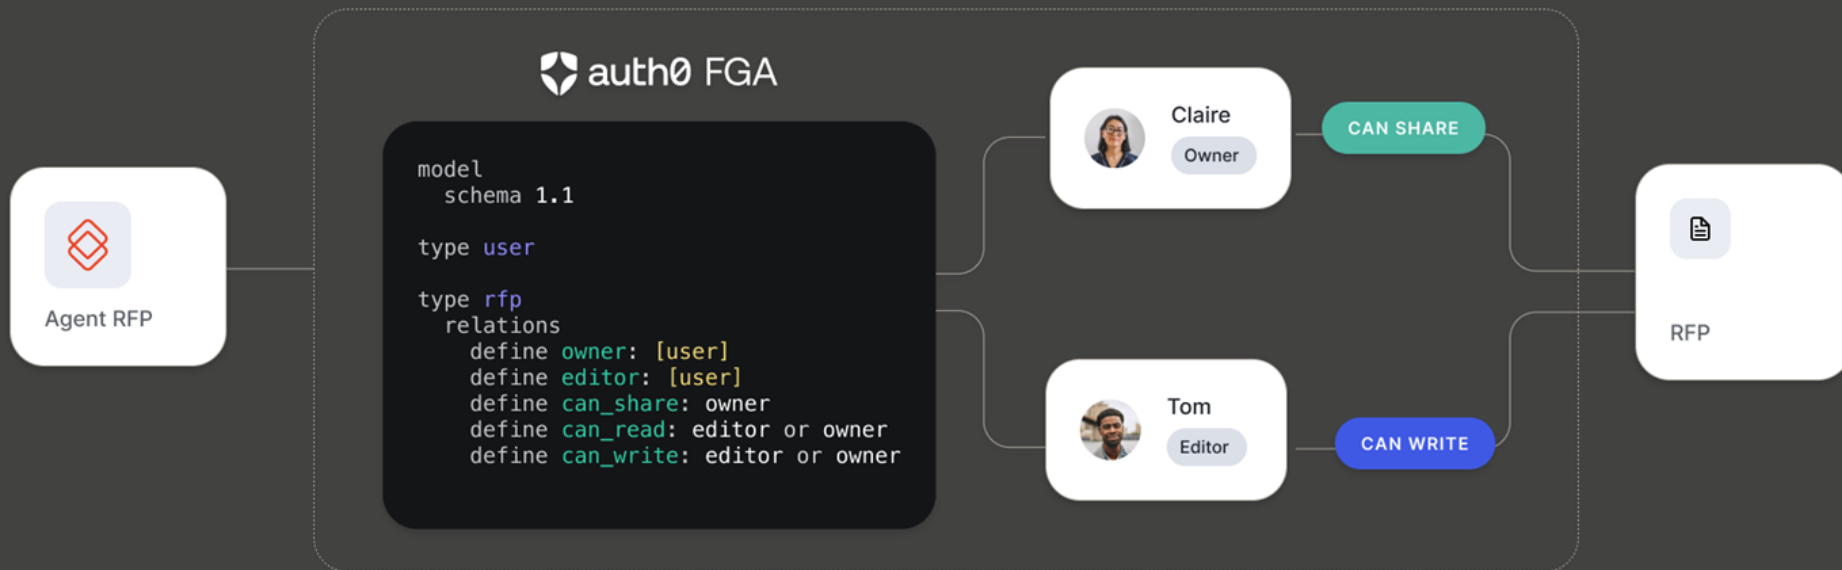 auth0 FGA
Agent RFP
model
schema 1.1
type user
type rfp
relations
define owner: [user]
define editor: [user]
define can_share: owner
define can_read: editor or owner
define can_write: editor or owner
Claire
Owner
CAN SHARE
Tom
Editor
CAN WRITE
RFP